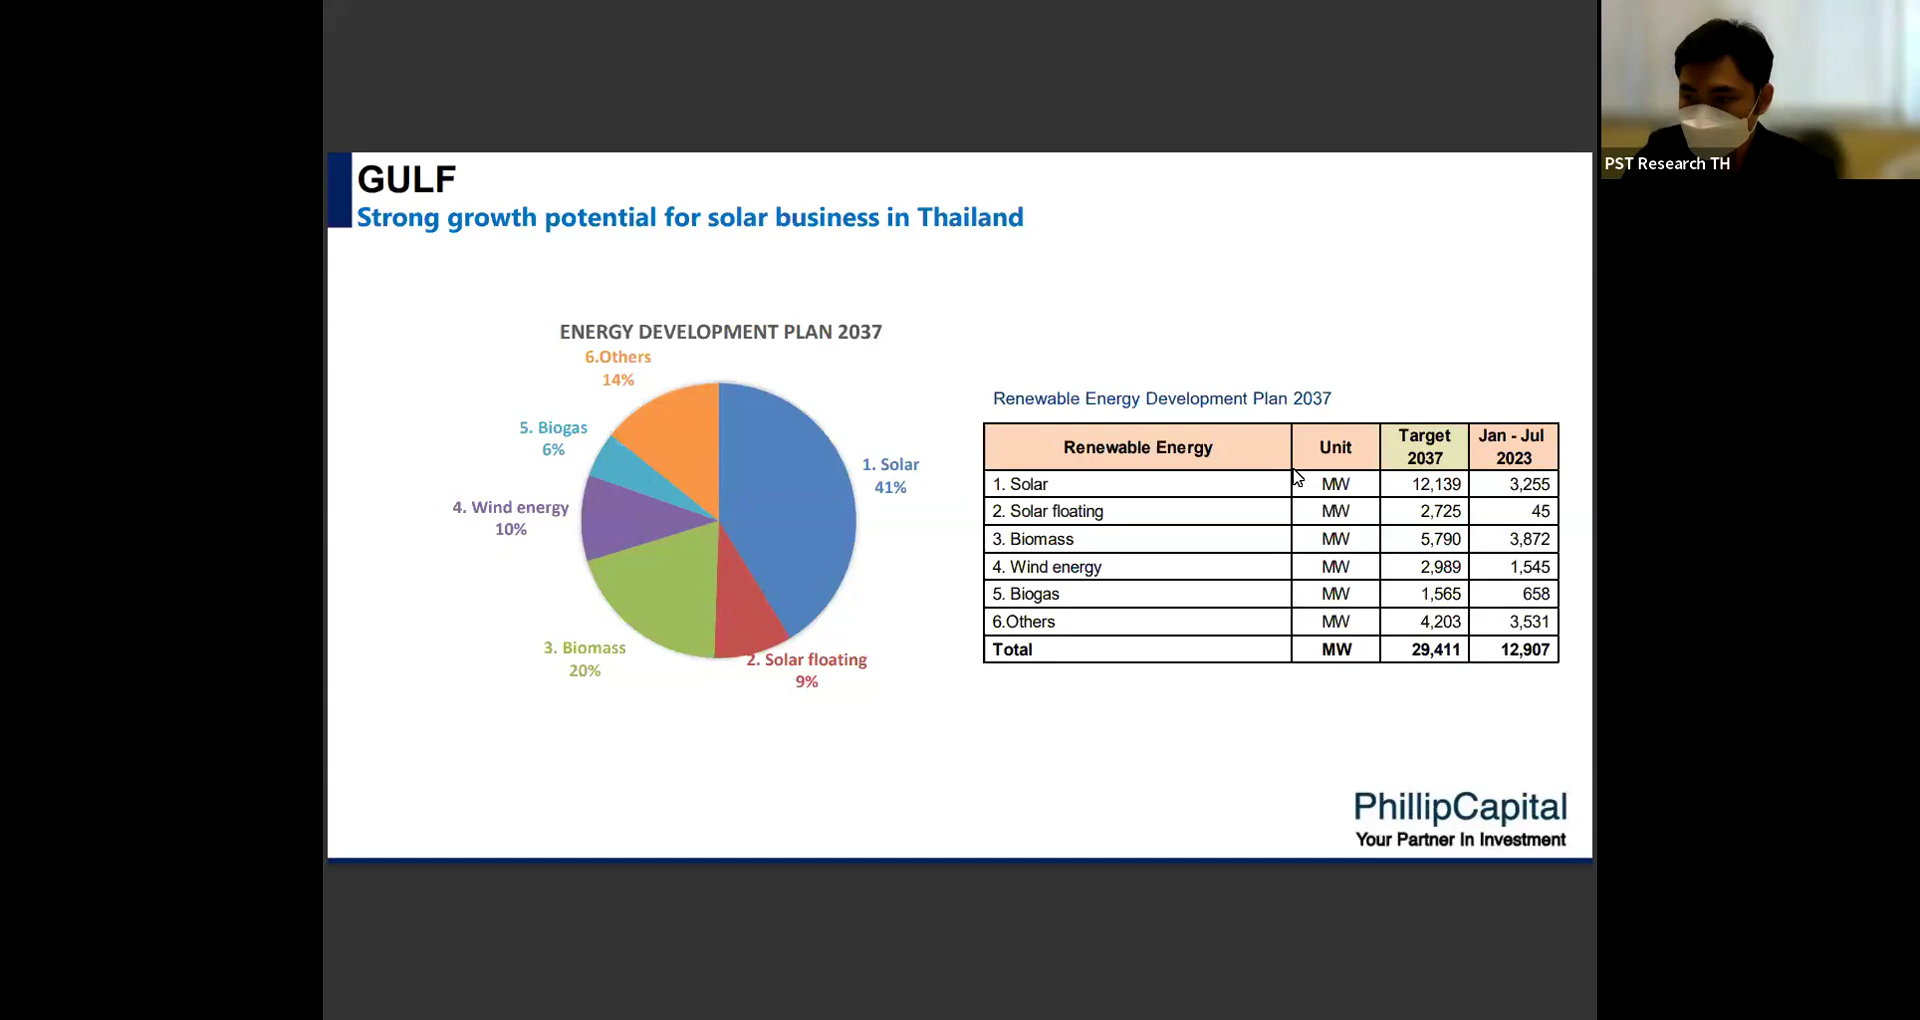 PST Research TH
GULF
Strong growth potential for solar business in Thailand
ENERGY DEVELOPMENT PLAN 2037
6.Others
14%
5. Biogas
6%
4. Wind energy
10%
3. Biomass
20%
2. Solar floating
9%
1. Solar
41%
Renewable Energy Development Plan 2037
Renewable Energy Unit Target 2037 Jan - Jul 2023
1. Solar MW 12,139 3,255
2. Solar floating MW 2,725 45
3. Biomass MW 5,790 3,872
4. Wind energy MW 2,989 1,545
5. Biogas MW 1,565 658
6.Others MW 4,203 3,531
Total MW 29,411 12,907
PhillipCapital
Your Partner In Investment